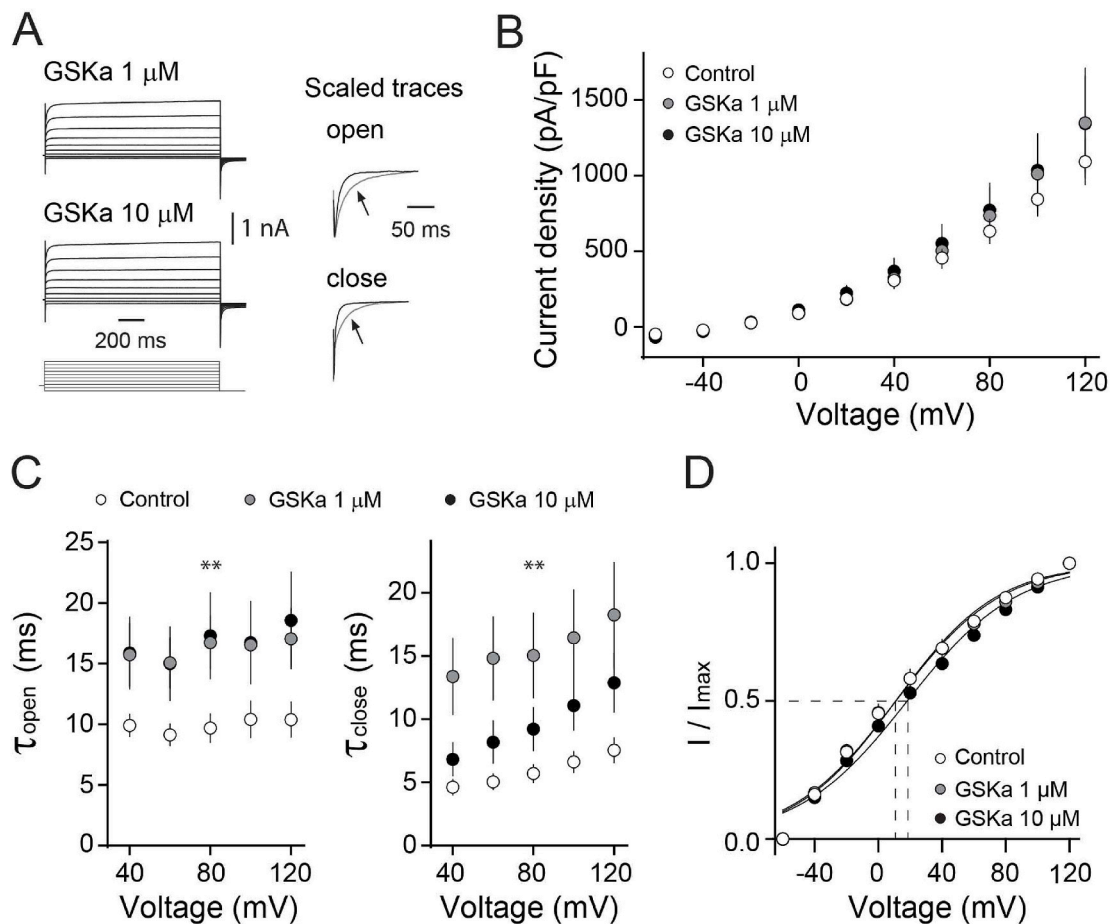 A
GSKa 1 μM
GSKa 10 μM
1 nA
200 ms
Scaled traces
open
50 ms
close
B
Control
GSKa 1 μM
GSKa 10 μM
Current density (pA/pF)
1500
1000
500
0
-40 0 40 80 120
Voltage (mV)
C
Control GSKa 1 μM GSKa 10 μM
**
τopen (ms)
25
20
15
10
5
0
40 80 120
Voltage (mV)
**
τclose (ms)
20
15
10
5
0
40 80 120
Voltage (mV)
D
I / Imax
1.0
0.5
0.0
Control
GSKa 1 μM
GSKa 10 μM
-40 0 40 80 120
Voltage (mV)